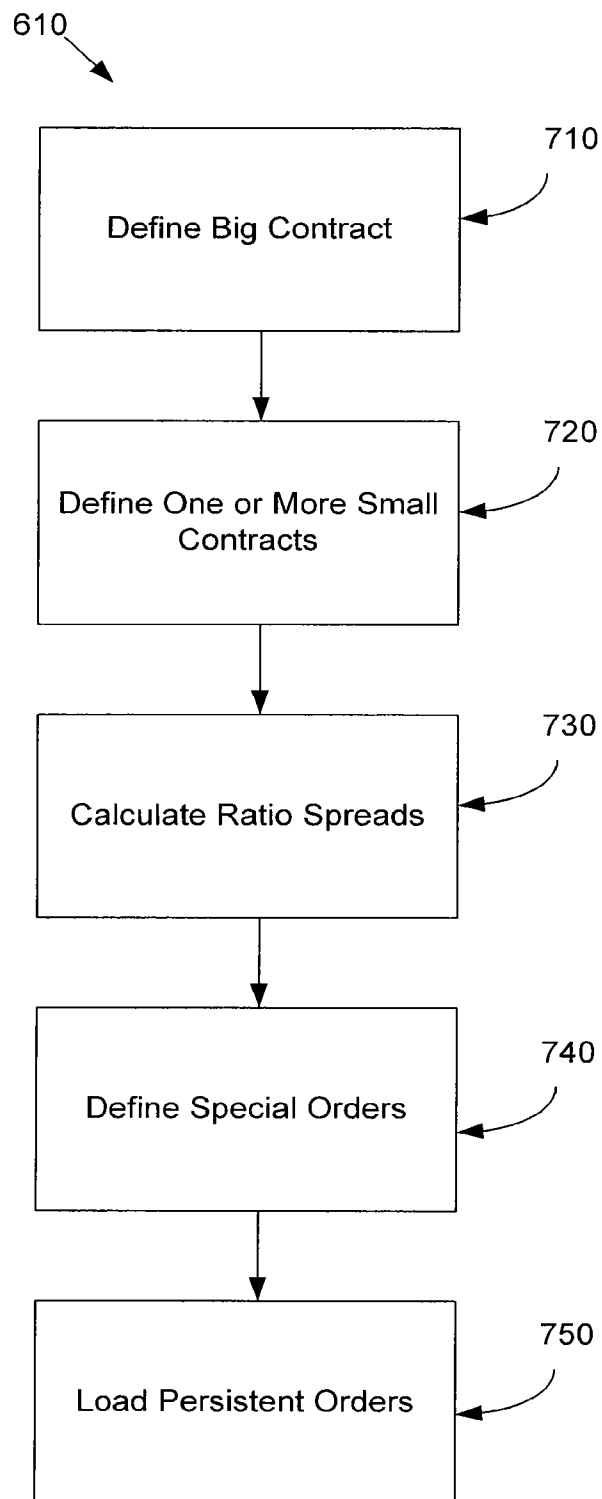 610
710
Define Big Contract
720
Define One or More Small
Contracts
730
Calculate Ratio Spreads
740
Define Special Orders
750
Load Persistent Orders